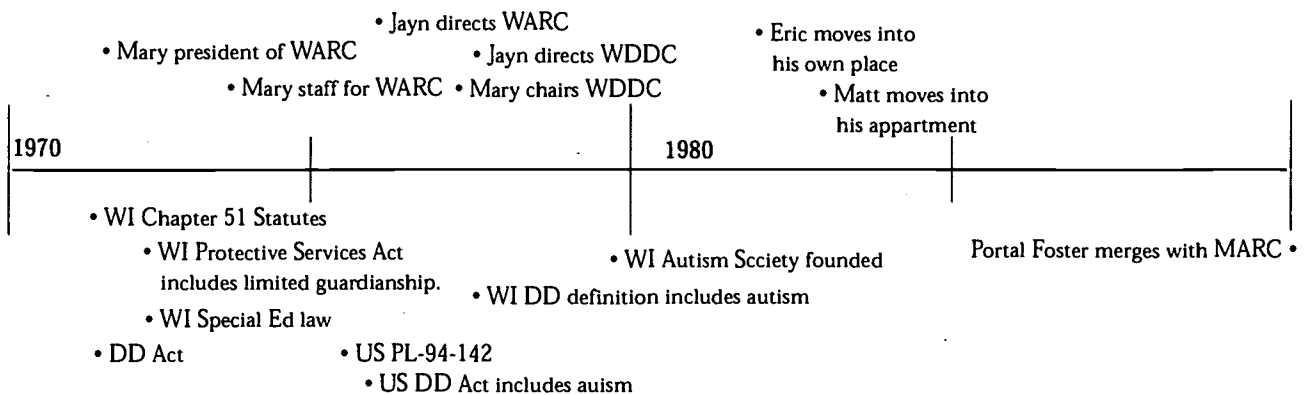 • Jayn directs WARC
• Mary president of WARC
• Jayn directs WDDC
• Mary staff for WARC
• Mary chairs WDDC
• Eric moves into
his own place
• Matt moves into
his appartment
1970
1980
• WI Chapter 51 Statutes
• WI Protective Services Act
includes limited guardianship.
• WI Special Ed law
• DD Act
• US PL-94-142
• US DD Act includes auism
• WI Autism Scciety founded
• WI DD definition includes autism
Portal Foster merges with MARC •